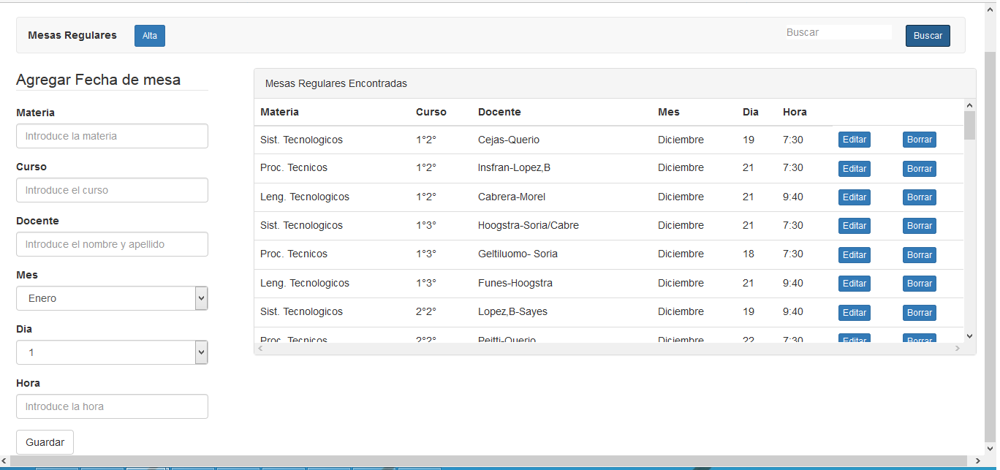 Mesas Regulares Alta Buscar Buscar
Agregar Fecha de mesa
Materia
Introduce la materia
Curso
Introduce el curso
Docente
Introduce el nombre y apellido
Mes
Enero
Dia
1
Hora
Introduce la hora
Guardar
Mesas Regulares Encontradas
Materia Curso Docente Mes Dia Hora
Sist. Tecnologicos 1°2° Cejas-Querio Diciembre 19 7:30 Editar Borrar
Proc. Tecnicos 1°2° Insfran-Lopez,B Diciembre 21 7:30 Editar Borrar
Leng. Tecnologicos 1°2° Cabrera-Morel Diciembre 21 9:40 Editar Borrar
Sist. Tecnologicos 1°3° Hoogstra-Soria/Cabre Diciembre 21 7:30 Editar Borrar
Proc. Tecnicos 1°3° Geltiluomo- Soria Diciembre 18 7:30 Editar Borrar
Leng. Tecnologicos 1°3° Funes-Hoogstra Diciembre 21 9:40 Editar Borrar
Sist. Tecnologicos 2°2° Lopez,B-Sayes Diciembre 19 9:40 Editar Borrar
Proc. Tecnicos 2°2° Diciembre 22 7:30 Editar Borrar